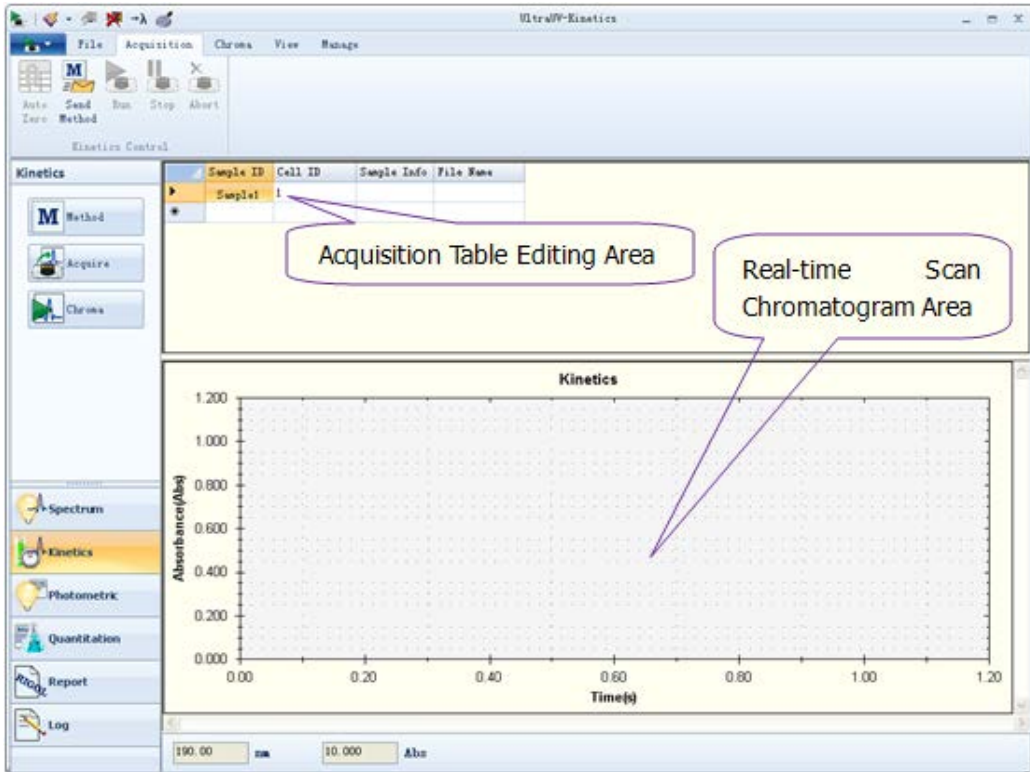 UltraUV-Kinetics
File Acquisition Chroma View Manage
Auto Zero
Send Method
Run
Stop
Abort
Kinetics Control
Kinetics
Method
Acquire
Chroma
Sample ID Cell ID Sample Info File Name
Sample1 1
Acquisition Table Editing Area
Real-time Scan
Chromatogram Area
Kinetics
Absorbance(Abs)
1.200
1.000
0.800
0.600
0.400
0.200
0.000
0.00 0.20 0.40 0.60 0.80 1.00 1.20
Time(s)
Spectrum
Kinetics
Photometric
Quantitation
RIGOL
Report
Log
190.00 nm 10.000 Abs